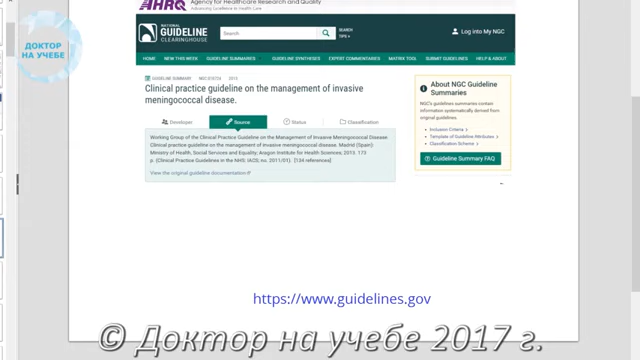 AHRQ
Agency for Healthcare Research and Quality
Advancing Excellence in Health Care
NATIONAL
GUIDELINE
CLEARINGHOUSE
Search
SEARCH
TIPS
Log into My NGC
HOME NEW THIS WEEK GUIDELINE SUMMARIES GUIDELINE SYNTHESES EXPERT COMMENTARIES MATRIX TOOL SUBMIT GUIDELINES HELP & ABOUT
ДОКТОР
НА УЧЕБЕ
GUIDELINE SUMMARY
2013
Clinical practice guideline on the management of invasive
meningococcal disease.
Developer Source Status Classification
Working Group of the Clinical Practice Guideline on the Management of Invasive Meningococcal Disease.
Clinical practice guideline on the management of invasive meningococcal disease. Madrid (Spain):
Ministry of Health, Social Services and Equality; Aragon Institute for Health Sciences; 2013. 173
p. (Clinical Practice Guidelines in the NHS; IACS; no. 2011/01). [134 references]
View the original guideline documentation
About NGC Guideline
Summaries
NGC's guidelines summaries contain
information systematically derived from
original guidelines.
Inclusion Criteria
Template of Guideline Attributes
Classification Scheme
Guideline Summary FAQ
https://www.guidelines.gov
© Доктор на учебе 2017 г.